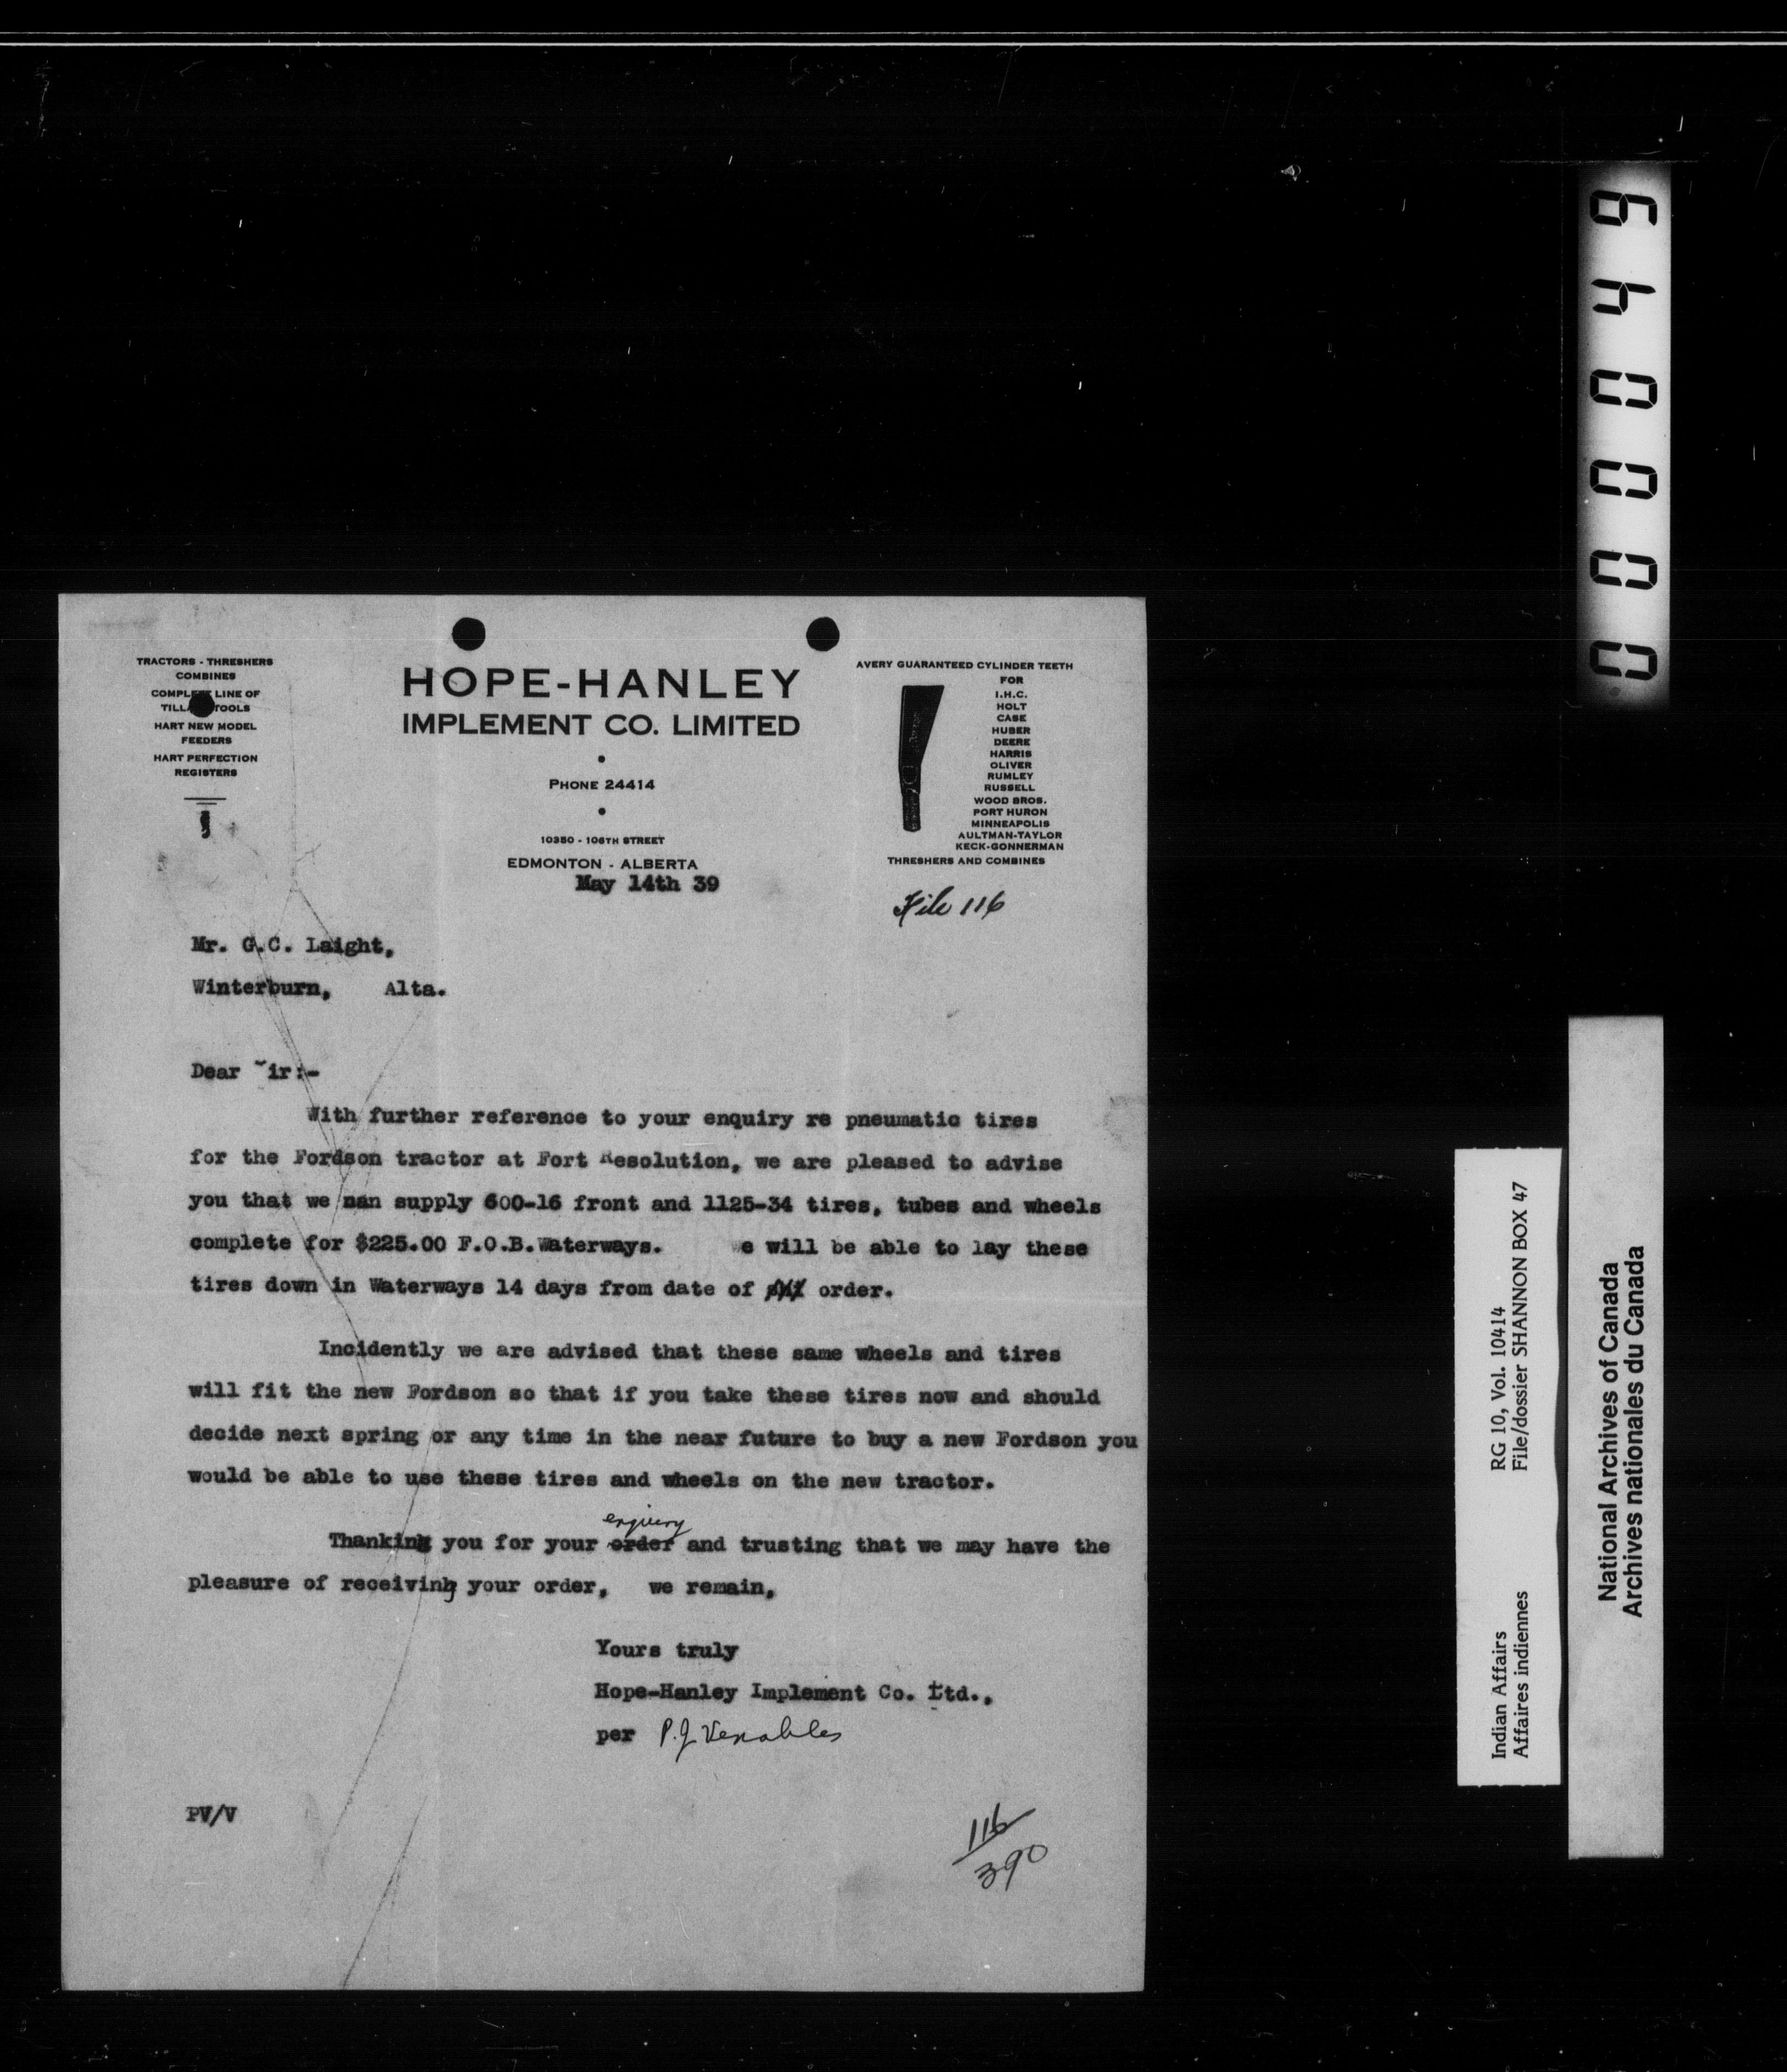 TRACTORS - THRESHERS
COMBINES
COMPLETE LINE OF
TILLAGE TOOLS
HART NEW MODEL
FEEDERS
HART PERFECTION
REGISTERS
HOPE-HANLEY
IMPLEMENT CO. LIMITED
PHONE 24414
10350 - 106TH STREET
EDMONTON - ALBERTA
AVERY GUARANTEED CYLINDER TEETH
FOR
I.H.C.
HOLT
CASE
HUBER
DEERE
HARRIS
OLIVER
RUMLEY
RUSSELL
WOOD BROS.
PORT HURON
MINNEAPOLIS
AULTMAN-TAYLOR
KECK-GONNERMAN
THRESHERS AND COMBINES
May 14th 39
File 116
Mr. G.C. Laight,
Winterburn, Alta.
Dear Sir:-
With further reference to your enquiry re pneumatic tires
for the Fordson tractor at Fort Resolution, we are pleased to advise
you that we can supply 600-16 front and 1125-34 tires, tubes and wheels
complete for $225.00 F.O.B.Waterways. We will be able to lay these
tires down in Waterways 14 days from date of order.
Incidently we are advised that these same wheels and tires
will fit the new Fordson so that if you take these tires now and should
decide next spring or any time in the near future to buy a new Fordson you
would be able to use these tires and wheels on the new tractor.
enquiry
Thanking you for your order and trusting that we may have the
pleasure of receiving your order, we remain,
Yours truly
Hope-Hanley Implement Co. Ltd.,
per P.J Venables
PV/V
116
390
000049
Indian Affairs RG 10, Vol. 10414
Affaires indiennes File/dossier SHANNON BOX 47
National Archives of Canada
Archives nationales du Canada